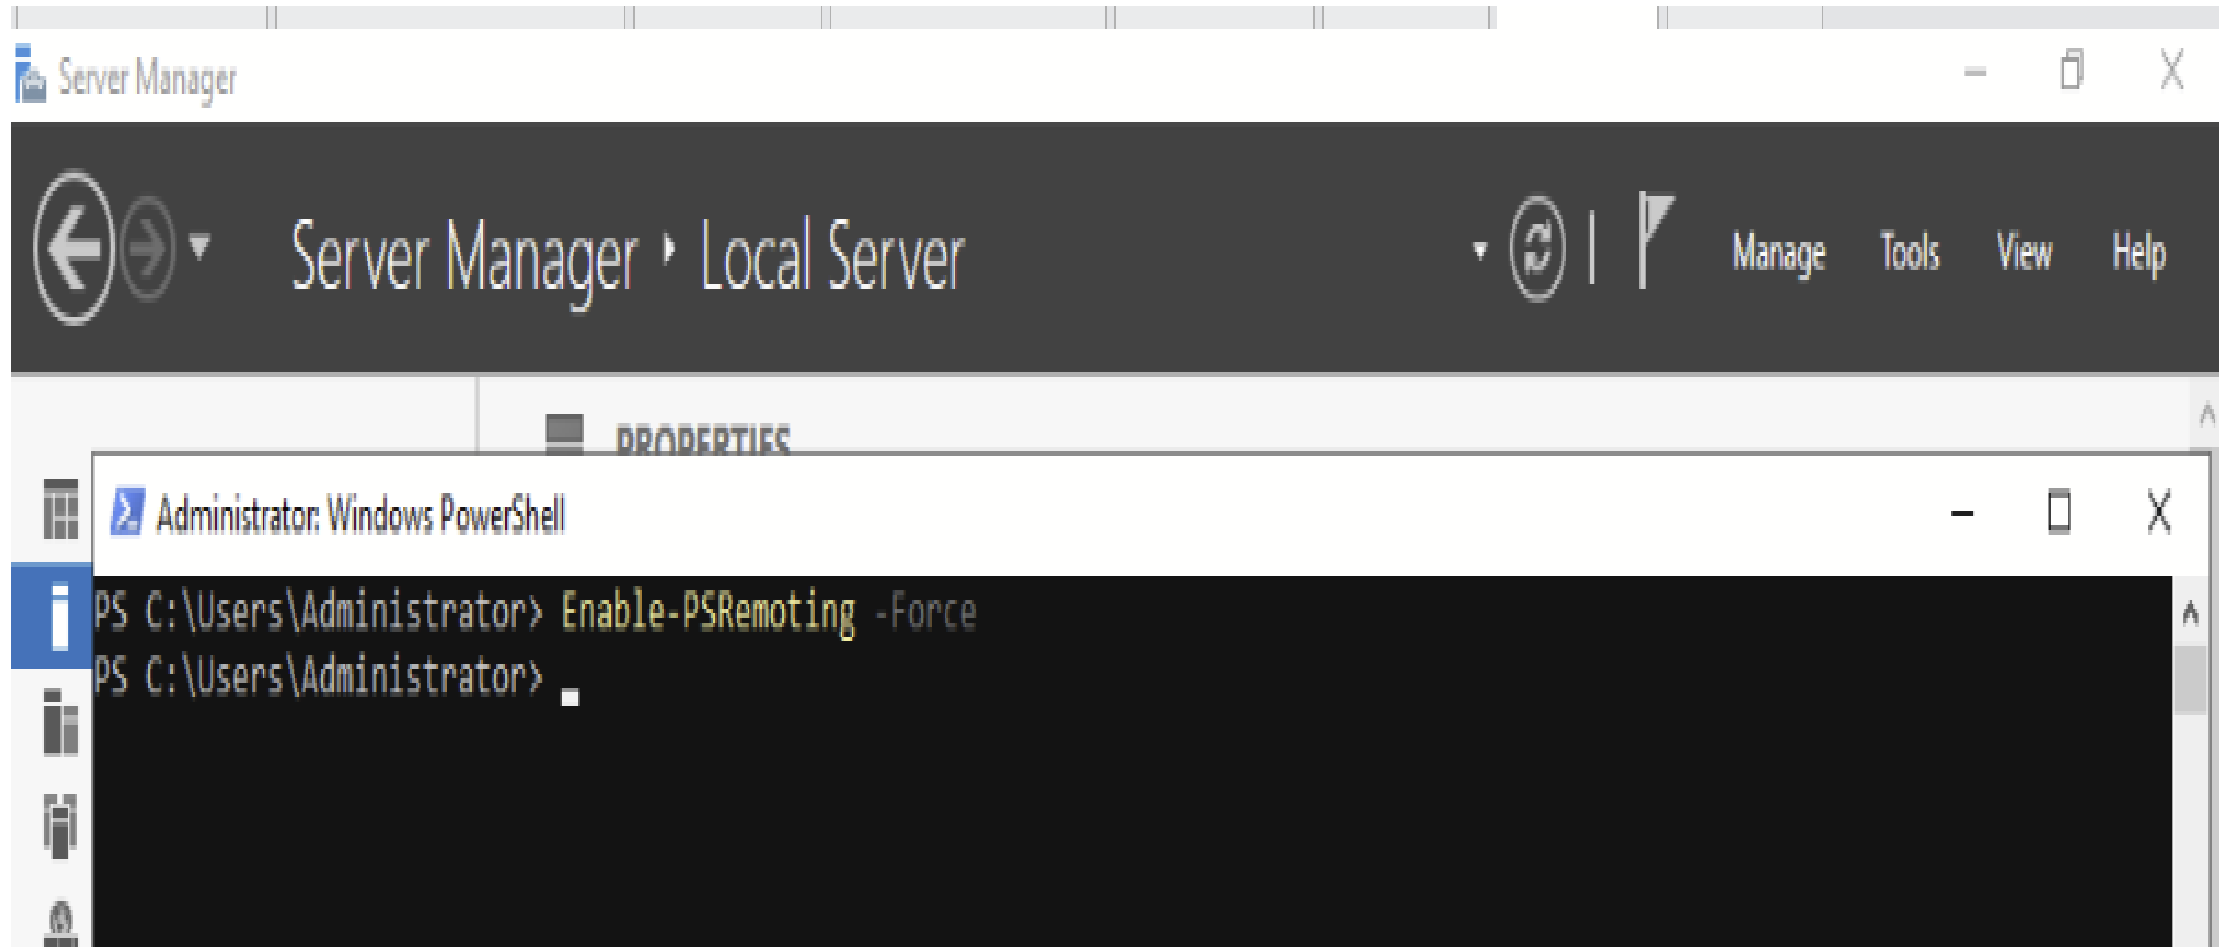 Server Manager
Server Manager ‣ Local Server
Manage Tools View Help
PROPERTIES
Administrator: Windows PowerShell
PS C:\Users\Administrator> Enable-PSRemoting -Force
PS C:\Users\Administrator>